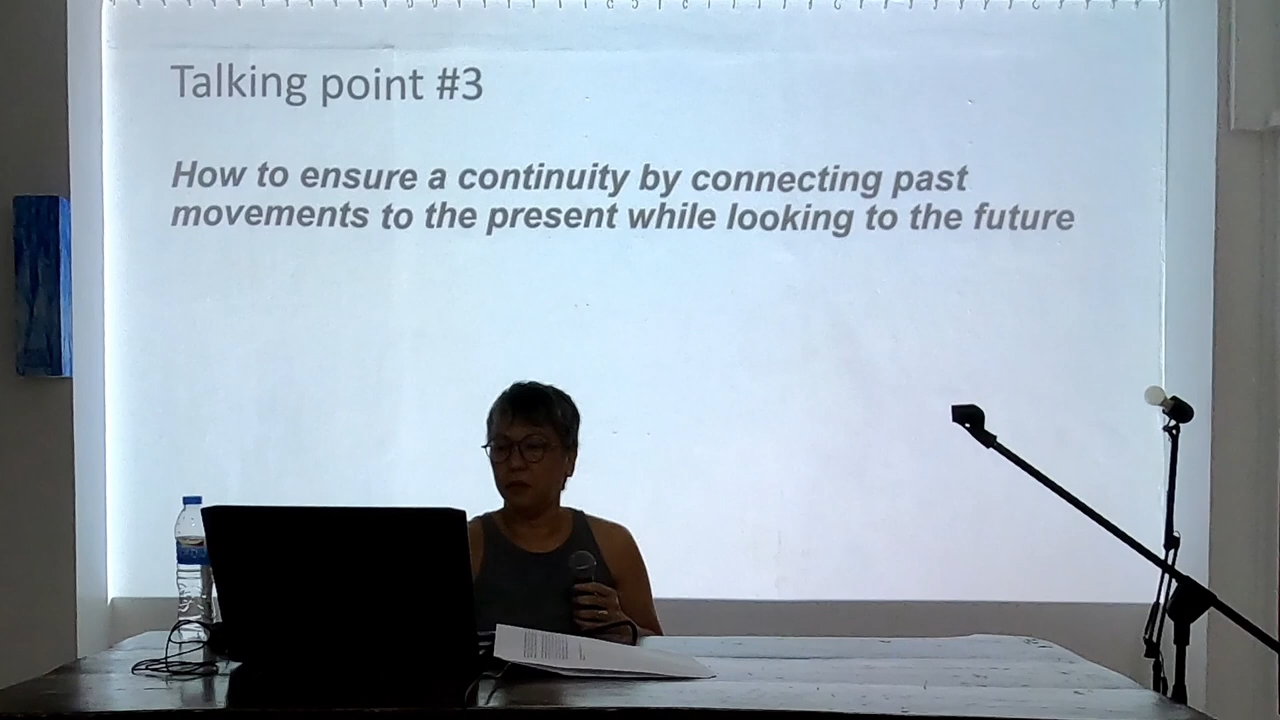 Talking point #3
How to ensure a continuity by connecting past
movements to the present while looking to the future